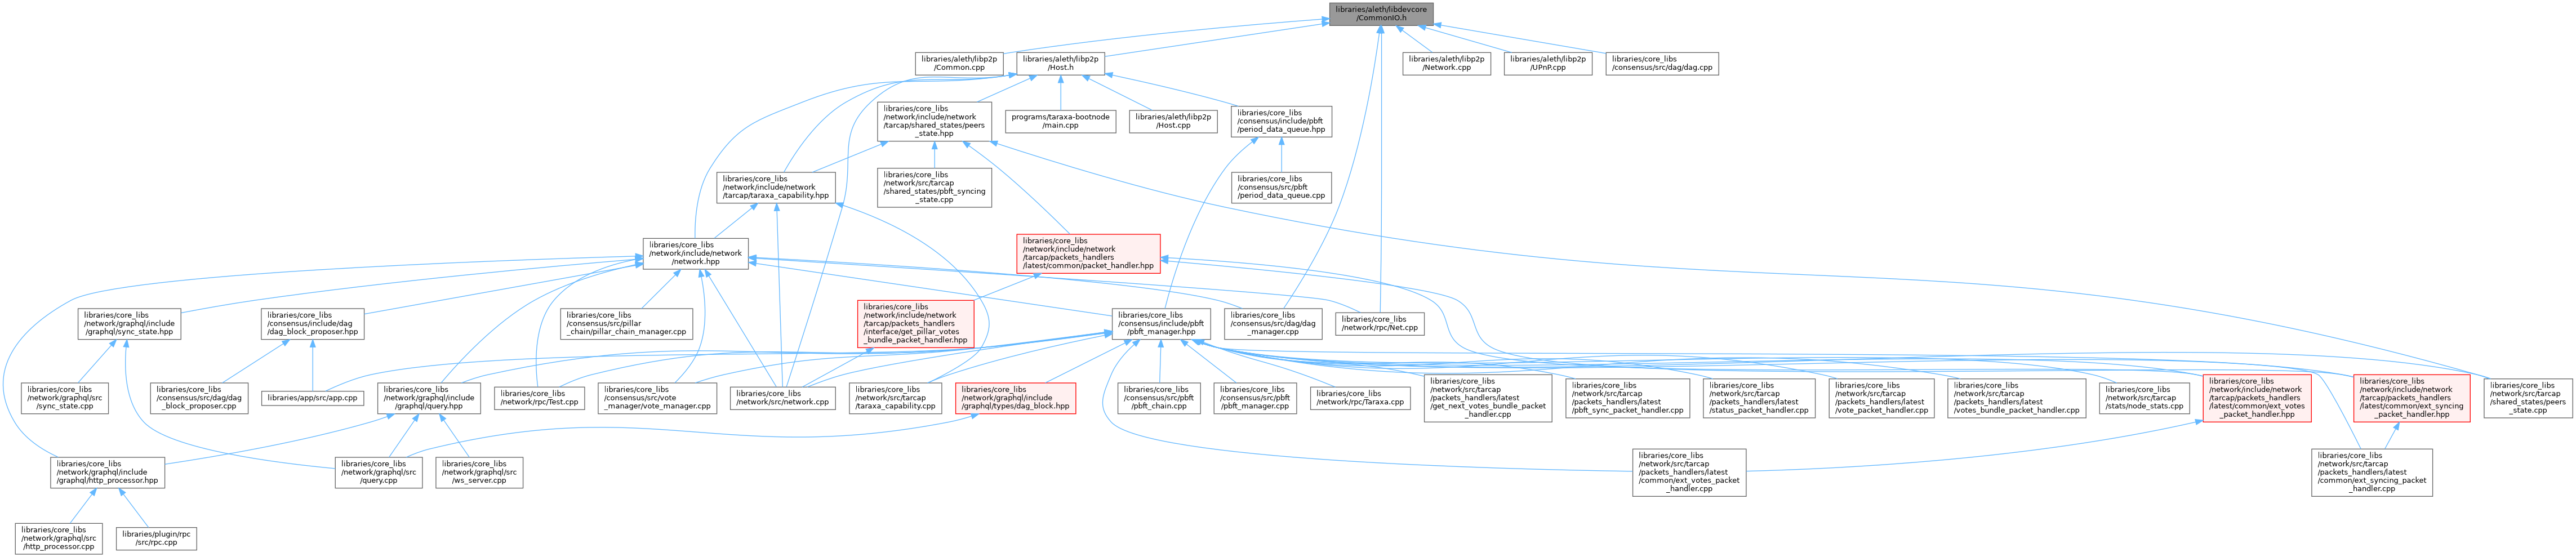 libraries/aleth/libdevcore
/CommonIO.h
libraries/aleth/libp2p
/Common.cpp
libraries/aleth/libp2p
/Host.h
libraries/aleth/libp2p
/Network.cpp
libraries/aleth/libp2p
/UPnP.cpp
libraries/core_libs
/consensus/src/dag/dag.cpp
libraries/core_libs
/network/include/network
/tarcap/shared_states/peers
_state.hpp
programs/taraxa-bootnode
/main.cpp
libraries/aleth/libp2p
/Host.cpp
libraries/core_libs
/consensus/include/pbft
/period_data_queue.hpp
libraries/core_libs
/network/include/network
/tarcap/taraxa_capability.hpp
libraries/core_libs
/network/src/tarcap
/shared_states/pbft_syncing
_state.cpp
libraries/core_libs
/consensus/src/pbft
/period_data_queue.cpp
libraries/core_libs
/network/include/network
/network.hpp
libraries/core_libs
/network/include/network
/tarcap/packets_handlers
/latest/common/packet_handler.hpp
libraries/core_libs
/network/graphql/include
/graphql/sync_state.hpp
libraries/core_libs
/consensus/include/dag
/dag_block_proposer.hpp
libraries/core_libs
/consensus/src/pillar
_chain/pillar_chain_manager.cpp
libraries/core_libs
/network/include/network
/tarcap/packets_handlers
/interface/get_pillar_votes
_bundle_packet_handler.hpp
libraries/core_libs
/consensus/include/pbft
/pbft_manager.hpp
libraries/core_libs
/consensus/src/dag/dag
_manager.cpp
libraries/core_libs
/network/rpc/Net.cpp
libraries/core_libs
/network/graphql/src
/sync_state.cpp
libraries/core_libs
/consensus/src/dag/dag
_block_proposer.cpp
libraries/app/src/app.cpp
libraries/core_libs
/network/graphql/include
/graphql/query.hpp
libraries/core_libs
/network/rpc/Test.cpp
libraries/core_libs
/consensus/src/vote
_manager/vote_manager.cpp
libraries/core_libs
/network/src/network.cpp
libraries/core_libs
/network/src/tarcap
/taraxa_capability.cpp
libraries/core_libs
/network/graphql/include
/graphql/types/dag_block.hpp
libraries/core_libs
/consensus/src/pbft
/pbft_chain.cpp
libraries/core_libs
/consensus/src/pbft
/pbft_manager.cpp
libraries/core_libs
/network/rpc/Taraxa.cpp
libraries/core_libs
/network/src/tarcap
/packets_handlers/latest
/get_next_votes_bundle_packet
_handler.cpp
libraries/core_libs
/network/src/tarcap
/packets_handlers/latest
/pbft_sync_packet_handler.cpp
libraries/core_libs
/network/src/tarcap
/packets_handlers/latest
/status_packet_handler.cpp
libraries/core_libs
/network/src/tarcap
/packets_handlers/latest
/vote_packet_handler.cpp
libraries/core_libs
/network/src/tarcap
/packets_handlers/latest
/votes_bundle_packet_handler.cpp
libraries/core_libs
/network/src/tarcap
/stats/node_stats.cpp
libraries/core_libs
/network/include/network
/tarcap/packets_handlers
/latest/common/ext_votes
_packet_handler.hpp
libraries/core_libs
/network/include/network
/tarcap/packets_handlers
/latest/common/ext_syncing
_packet_handler.hpp
libraries/core_libs
/network/src/tarcap
/shared_states/peers
_state.cpp
libraries/core_libs
/network/graphql/include
/graphql/http_processor.hpp
libraries/core_libs
/network/graphql/src
/query.cpp
libraries/core_libs
/network/graphql/src
/ws_server.cpp
libraries/core_libs
/network/src/tarcap
/packets_handlers/latest
/common/ext_votes_packet
_handler.cpp
libraries/core_libs
/network/src/tarcap
/packets_handlers/latest
/common/ext_syncing_packet
_handler.cpp
libraries/core_libs
/network/graphql/src
/http_processor.cpp
libraries/plugin/rpc
/src/rpc.cpp